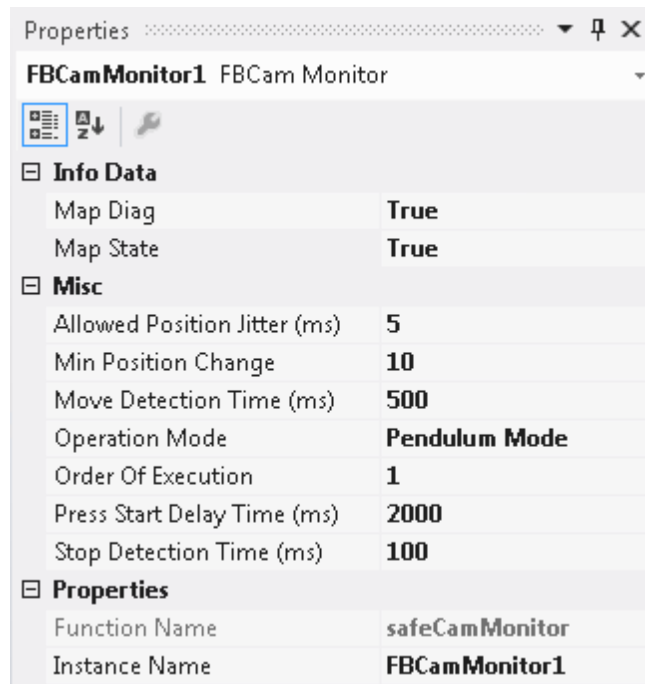 Properties
FBCamMonitor1 FBCam Monitor
Info Data
Map Diag True
Map State True
Misc
Allowed Position Jitter (ms) 5
Min Position Change 10
Move Detection Time (ms) 500
Operation Mode Pendulum Mode
Order Of Execution 1
Press Start Delay Time (ms) 2000
Stop Detection Time (ms) 100
Properties
Function Name safeCamMonitor
Instance Name FBCamMonitor1